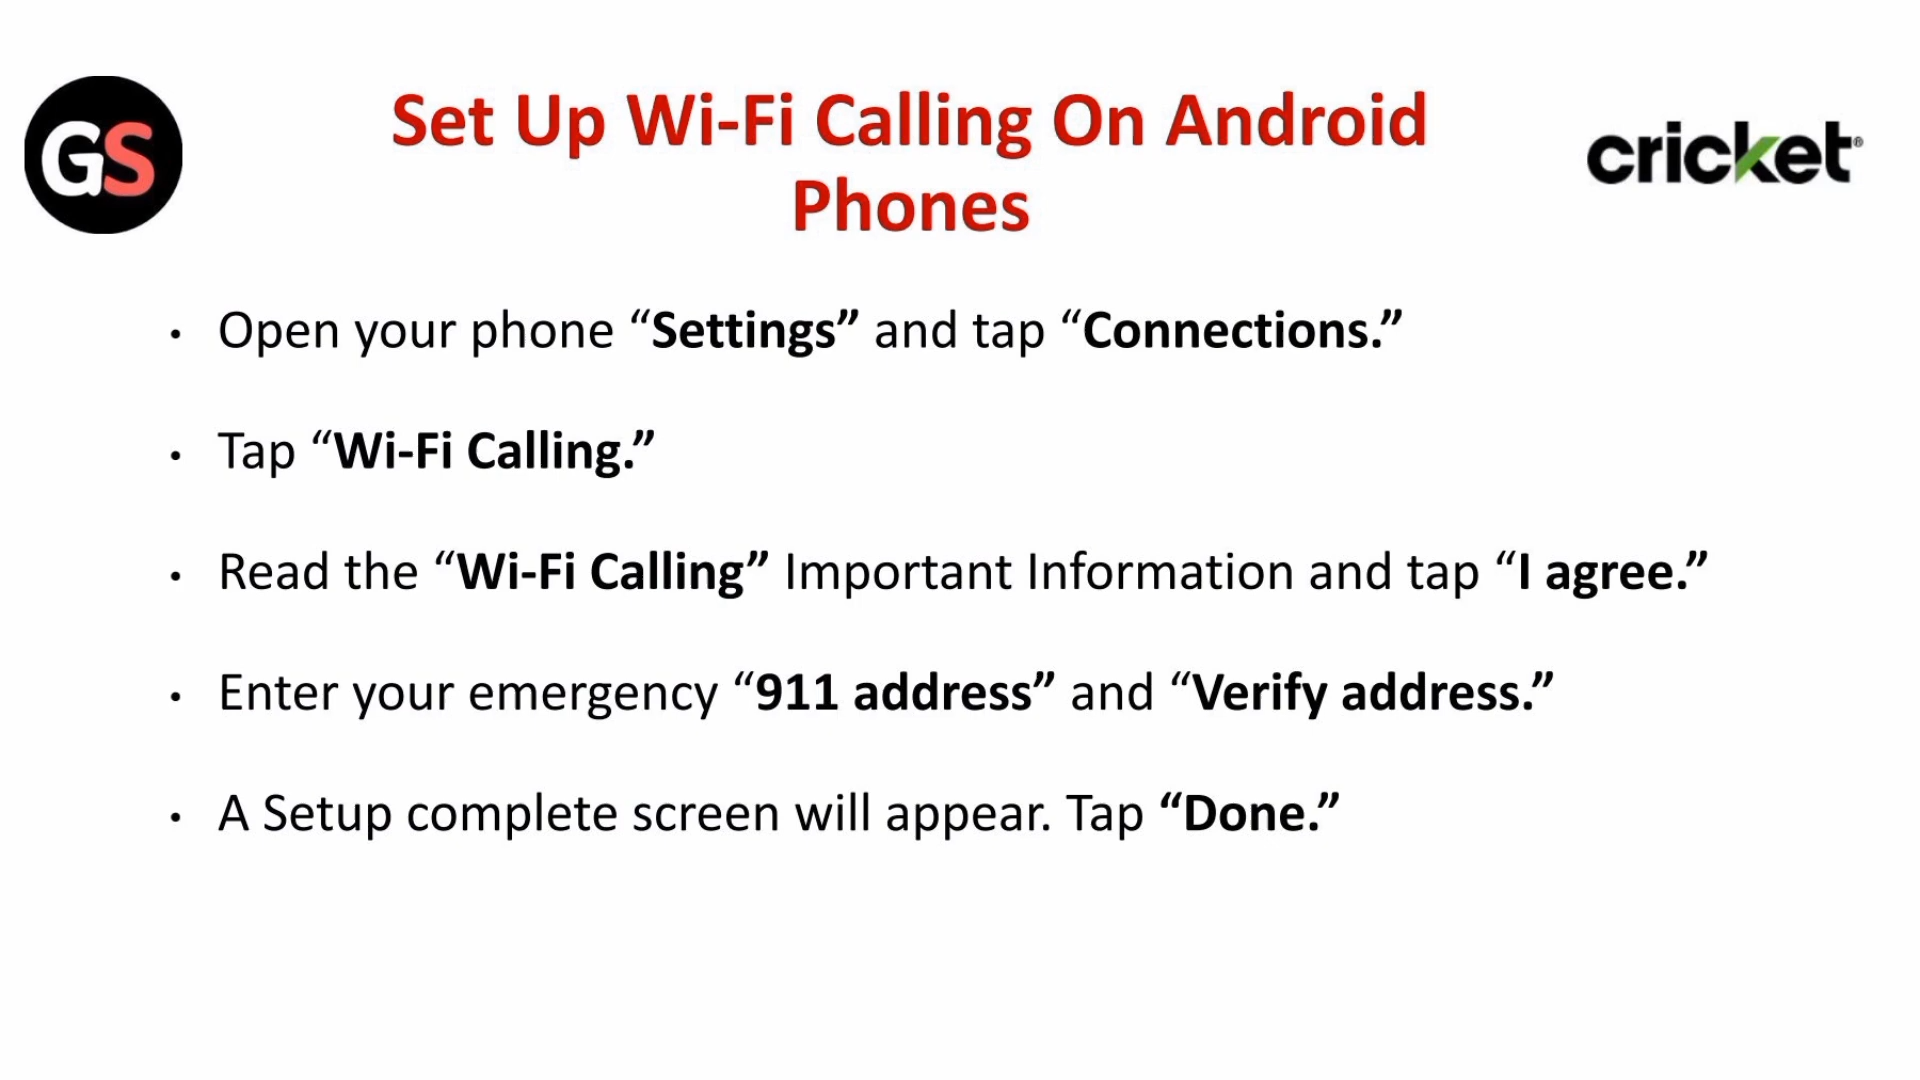 GS
Set Up Wi-Fi Calling On Android
Phones
cricket®
• Open your phone “Settings” and tap “Connections.”
• Tap “Wi-Fi Calling.”
• Read the “Wi-Fi Calling” Important Information and tap “I agree.”
• Enter your emergency “911 address” and “Verify address.”
• A Setup complete screen will appear. Tap “Done.”